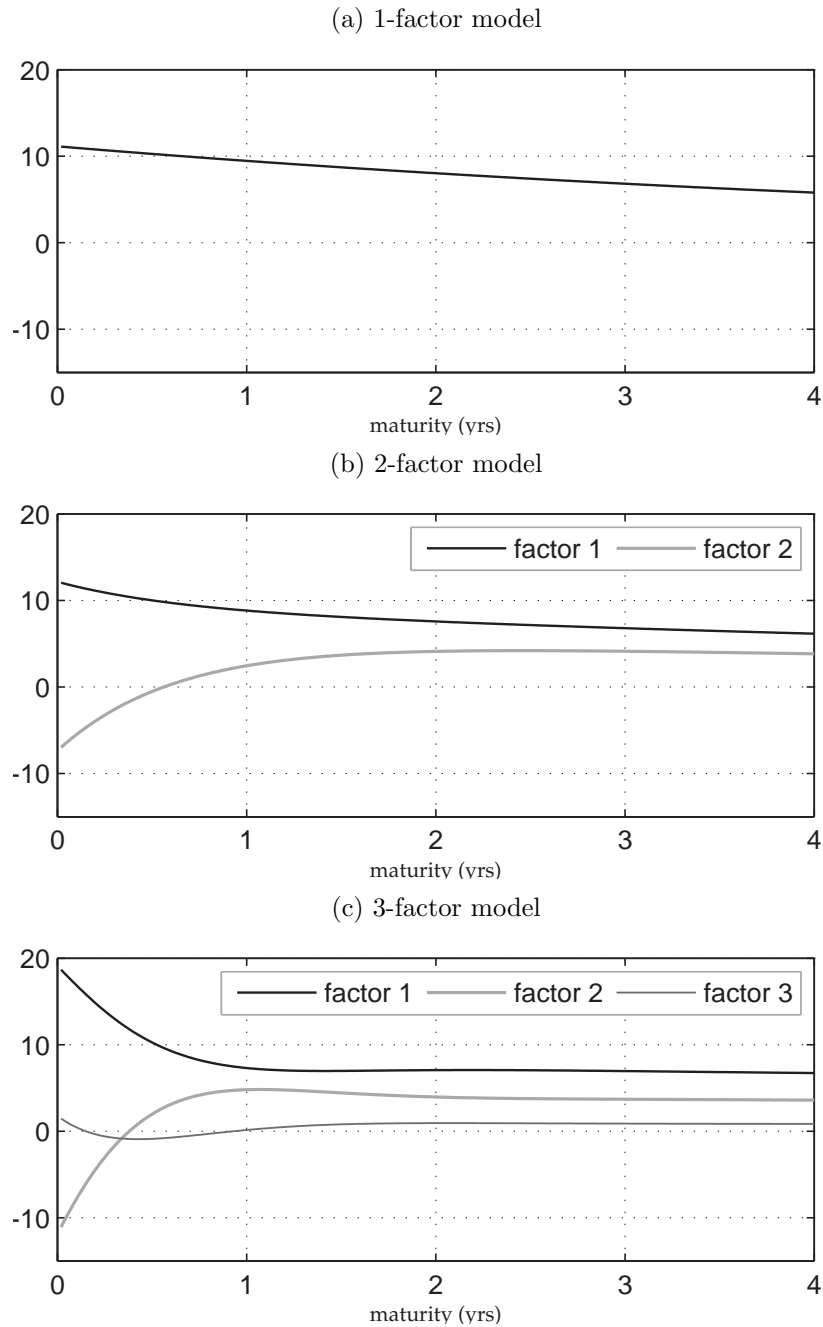 (a) 1-factor model
20
10
0
-10
0 1 2 3 4
maturity (yrs)
(b) 2-factor model
20
factor 1 factor 2
10
0
-10
0 1 2 3 4
maturity (yrs)
(c) 3-factor model
20
factor 1 factor 2 factor 3
10
0
-10
0 1 2 3 4
maturity (yrs)